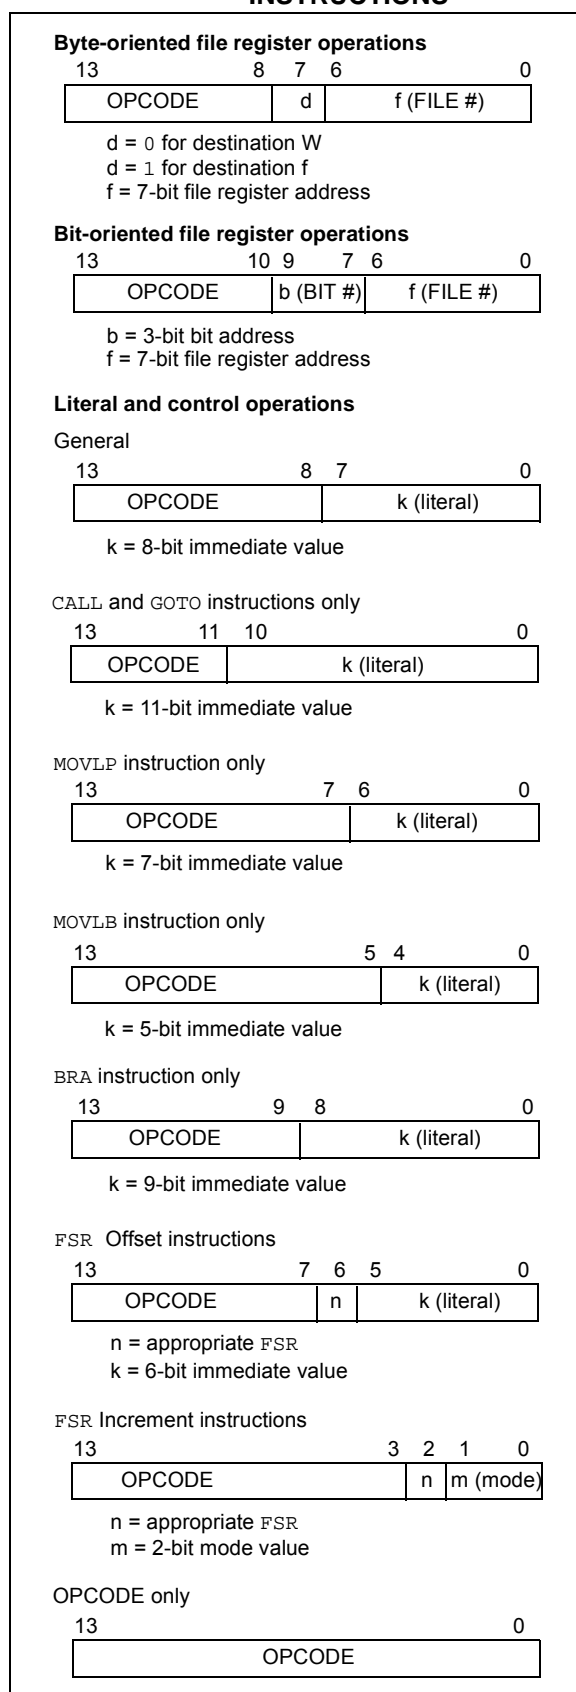 INSTRUCTIONS
Byte-oriented file register operations
13 8 7 6 0
OPCODE d f (FILE #)
d = 0 for destination W
d = 1 for destination f
f = 7-bit file register address
Bit-oriented file register operations
13 10 9 7 6 0
OPCODE b (BIT #) f (FILE #)
b = 3-bit bit address
f = 7-bit file register address
Literal and control operations
General
13 8 7 0
OPCODE k (literal)
k = 8-bit immediate value
CALL and GOTO instructions only
13 11 10 0
OPCODE k (literal)
k = 11-bit immediate value
MOVLP instruction only
13 7 6 0
OPCODE k (literal)
k = 7-bit immediate value
MOVLB instruction only
13 5 4 0
OPCODE k (literal)
k = 5-bit immediate value
BRA instruction only
13 9 8 0
OPCODE k (literal)
k = 9-bit immediate value
FSR Offset instructions
13 7 6 5 0
OPCODE n k (literal)
n = appropriate FSR
k = 6-bit immediate value
FSR Increment instructions
13 3 2 1 0
OPCODE n m (mode)
n = appropriate FSR
m = 2-bit mode value
OPCODE only
13 0
OPCODE